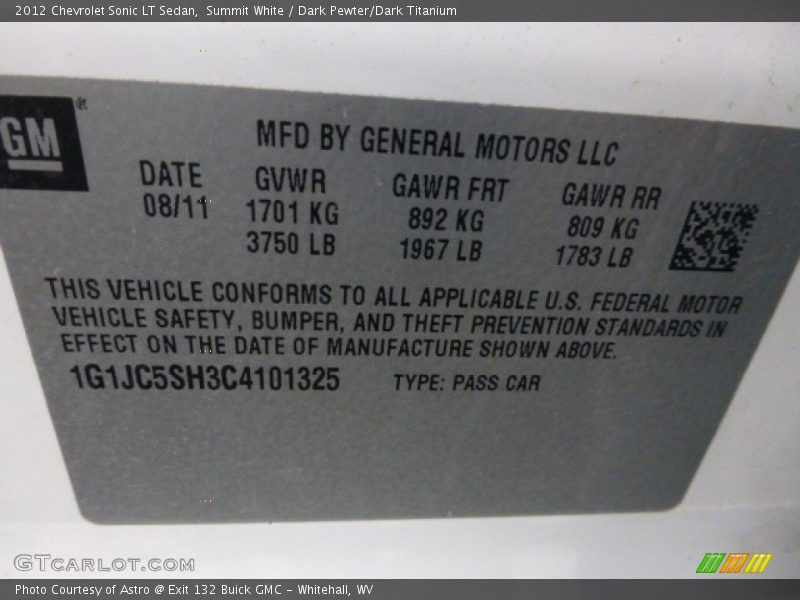 2012 Chevrolet Sonic LT Sedan, Summit White / Dark Pewter/Dark Titanium
GM ®
MFD BY GENERAL MOTORS LLC
DATE GVWR GAWR FRT GAWR RR
08/11 1701 KG 892 KG 809 KG
3750 LB 1967 LB 1783 LB
THIS VEHICLE CONFORMS TO ALL APPLICABLE U.S. FEDERAL MOTOR
VEHICLE SAFETY, BUMPER, AND THEFT PREVENTION STANDARDS IN
EFFECT ON THE DATE OF MANUFACTURE SHOWN ABOVE.
1G1JC5SH3C4101325 TYPE: PASS CAR
GTCARLOT.COM
Photo Courtesy of Astro @ Exit 132 Buick GMC - Whitehall, WV